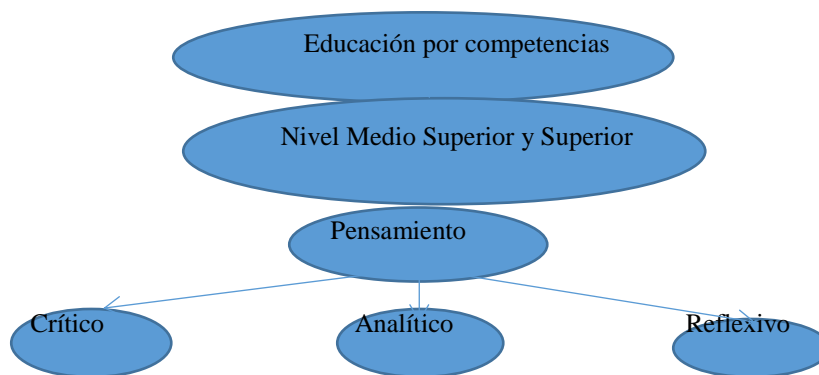 Educación por competencias
Nivel Medio Superior y Superior
Pensamiento
Crítico
Analítico
Reflexivo